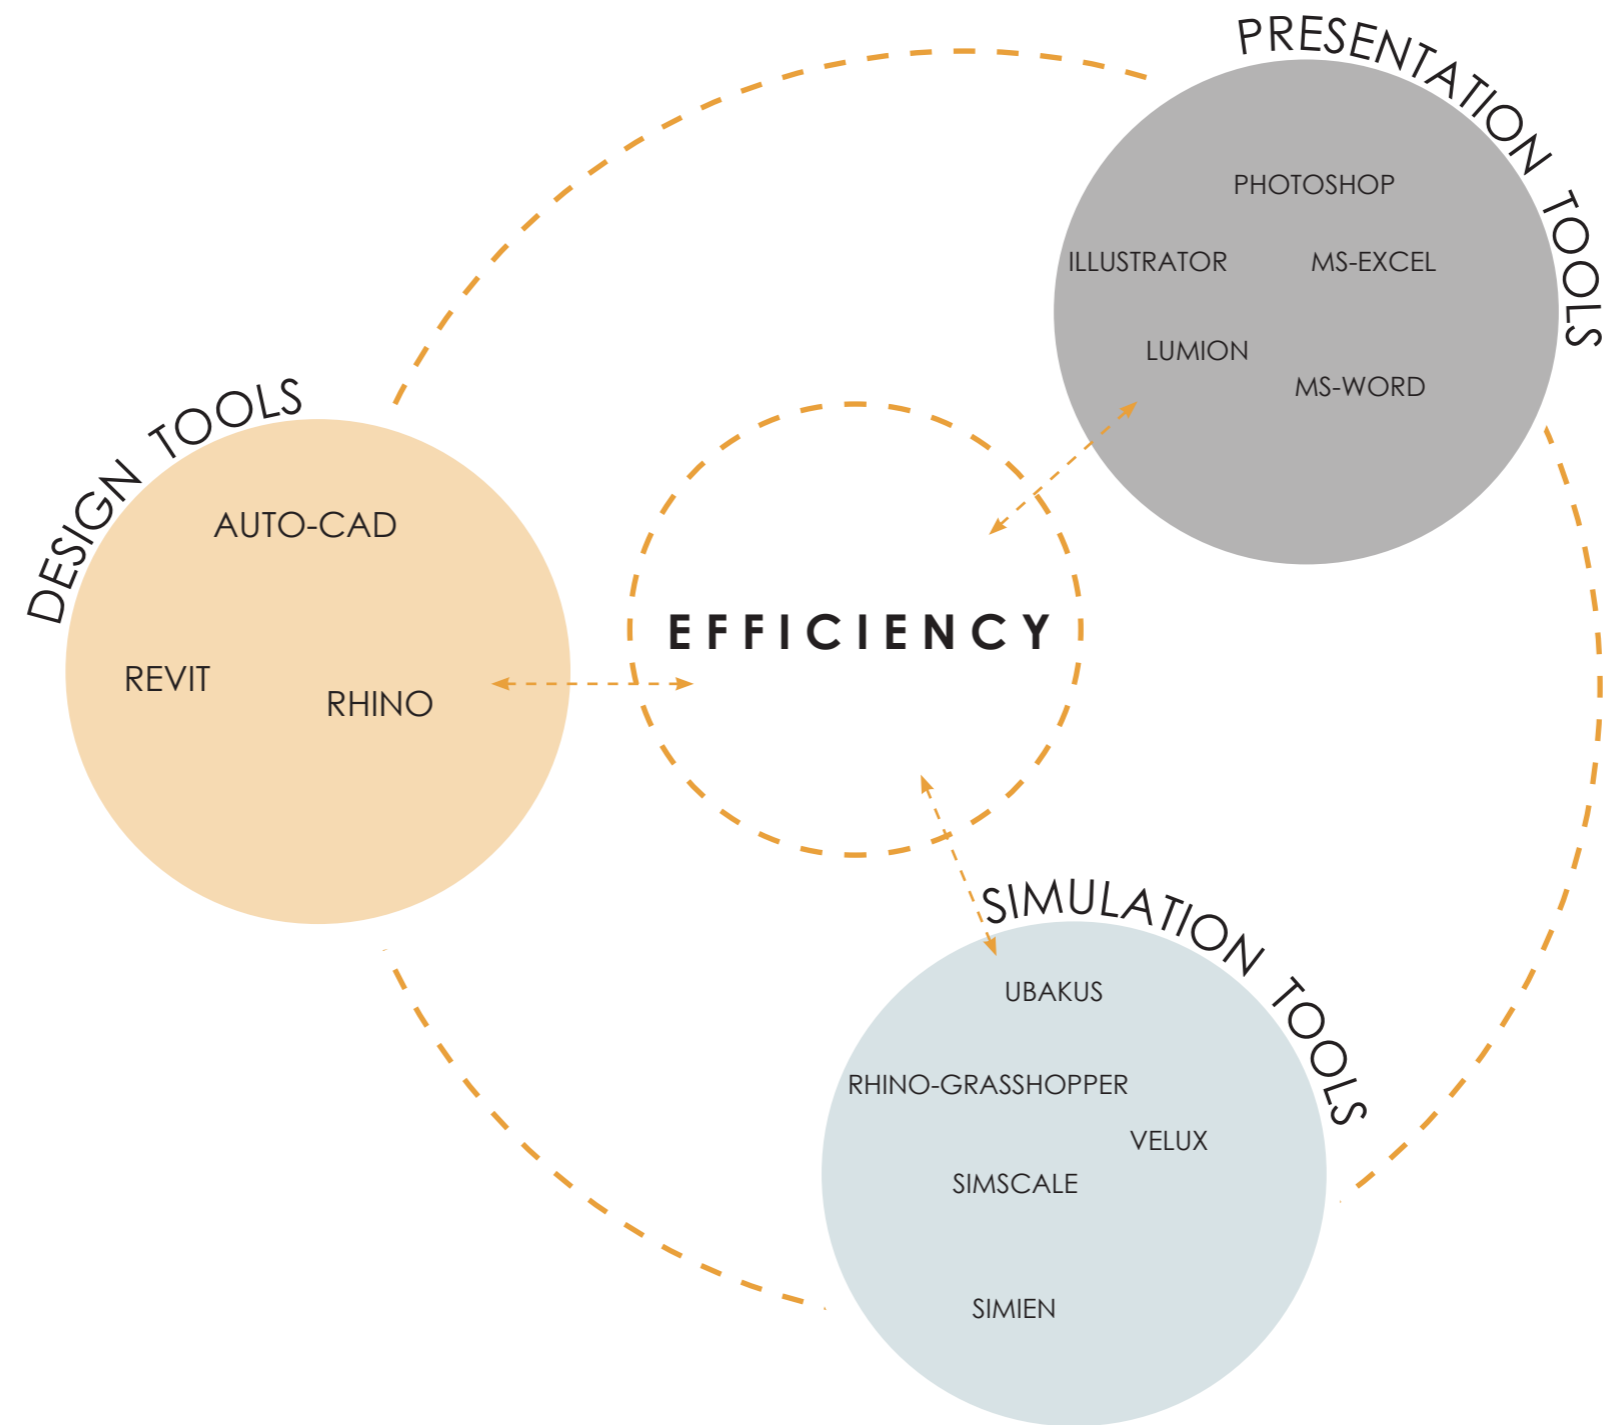 PRESENTATION TOOLS
PHOTOSHOP
ILLUSTRATOR
MS-EXCEL
LUMION
MS-WORD
DESIGN TOOLS
AUTO-CAD
REVIT
RHINO
EFFICIENCY
SIMULATION TOOLS
UBAKUS
RHINO-GRASSHOPPER
VELUX
SIMSCALE
SIMIEN